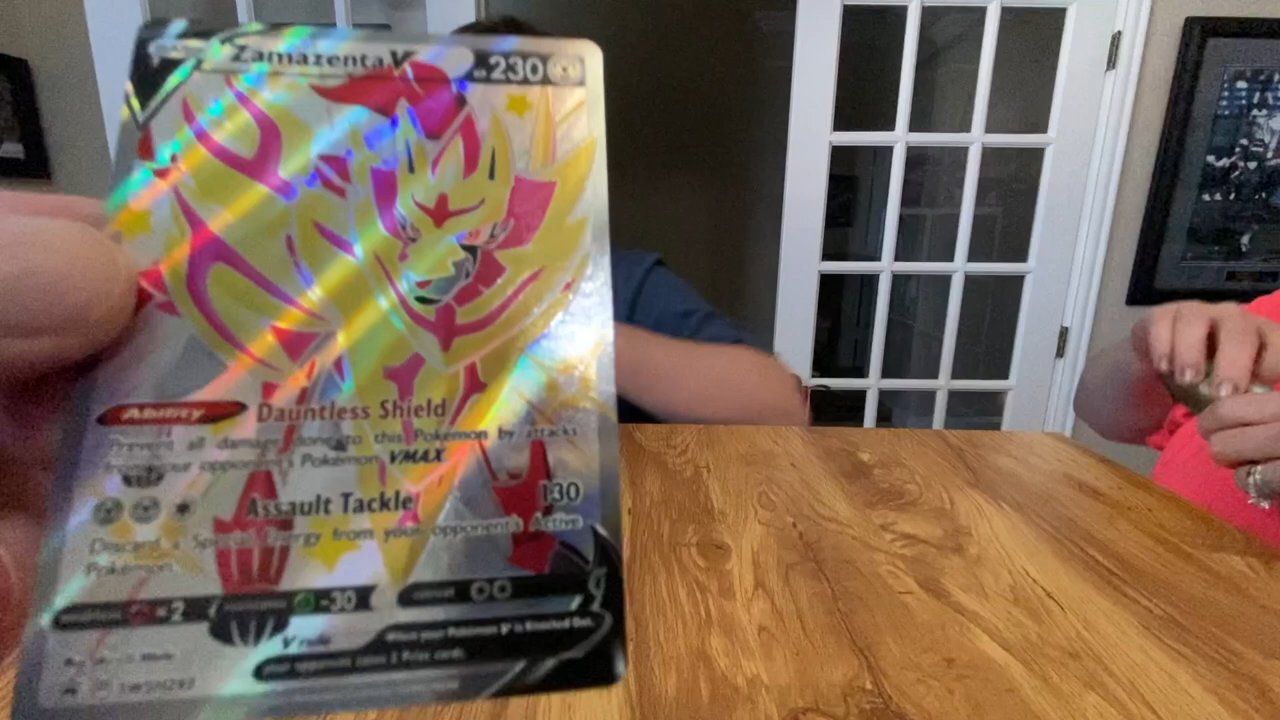 Zamazenta V 230
Ability Dauntless Shield
Prevent all damage done to this Pokémon by attacks
from your opponent's Pokémon VMAX
Assault Tackle 130
Discard a Special Energy from your opponent's Active
Pokémon.
×2 -30
V rule When your Pokémon V is Knocked Out,
your opponent takes 2 Prize cards.
SWSH293